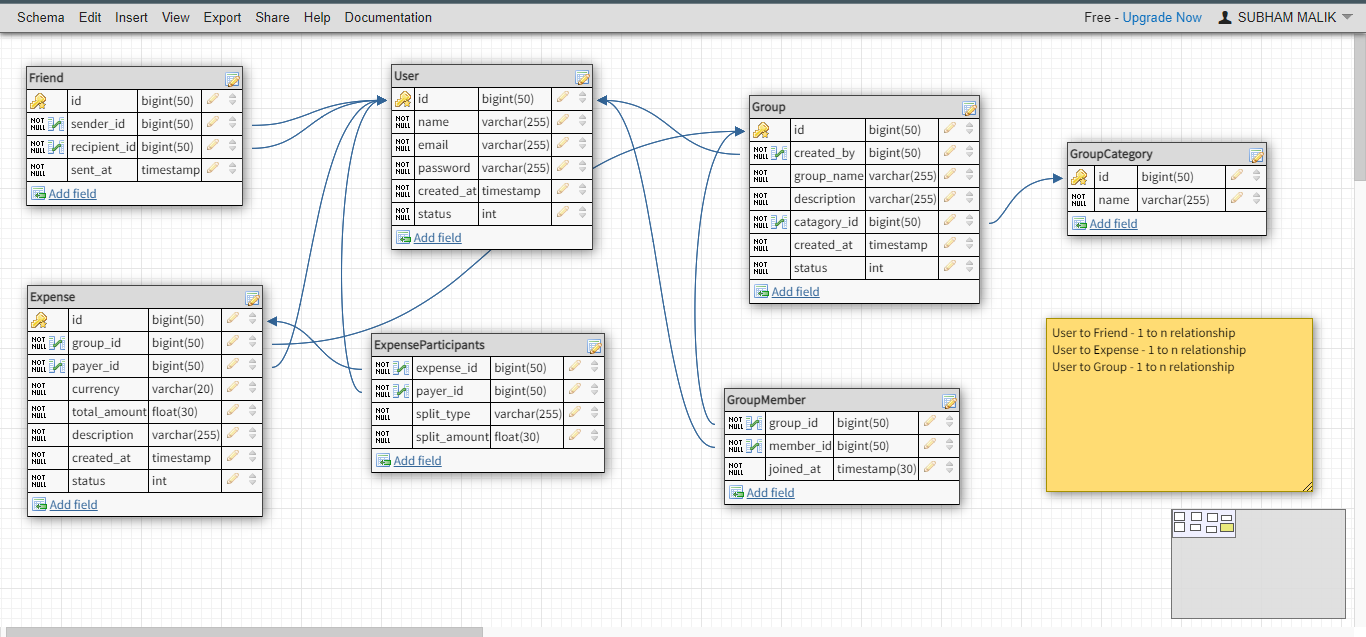 Schema Edit Insert View Export Share Help Documentation Free - Upgrade Now SUBHAM MALIK
Friend
id bigint(50)
NOT NULL sender_id bigint(50)
NOT NULL recipient_id bigint(50)
NOT NULL sent_at timestamp
Add field
User
id bigint(50)
NOT NULL name varchar(255)
NOT NULL email varchar(255)
NOT NULL password varchar(255)
NOT NULL created_at timestamp
NOT NULL status int
Add field
Group
id bigint(50)
NOT NULL created_by bigint(50)
NOT NULL group_name varchar(255)
NOT NULL description varchar(255)
NOT NULL catagory_id bigint(50)
NOT NULL created_at timestamp
NOT NULL status int
Add field
GroupCategory
id bigint(50)
NOT NULL name varchar(255)
Add field
Expense
id bigint(50)
NOT NULL group_id bigint(50)
NOT NULL payer_id bigint(50)
NOT NULL currency varchar(20)
NOT NULL total_amount float(30)
NOT NULL description varchar(255)
NOT NULL created_at timestamp
NOT NULL status int
Add field
ExpenseParticipants
NOT NULL expense_id bigint(50)
NOT NULL payer_id bigint(50)
NOT NULL split_type varchar(255)
NOT NULL split_amount float(30)
Add field
GroupMember
NOT NULL group_id bigint(50)
NOT NULL member_id bigint(50)
NOT NULL joined_at timestamp(30)
Add field
User to Friend - 1 to n relationship
User to Expense - 1 to n relationship
User to Group - 1 to n relationship